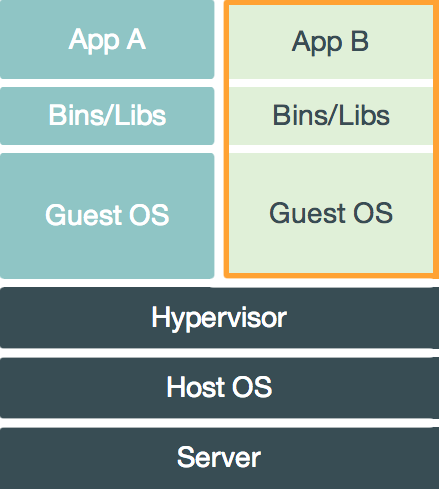 App A
App B
Bins/Libs
Bins/Libs
Guest OS
Guest OS
Hypervisor
Host OS
Server